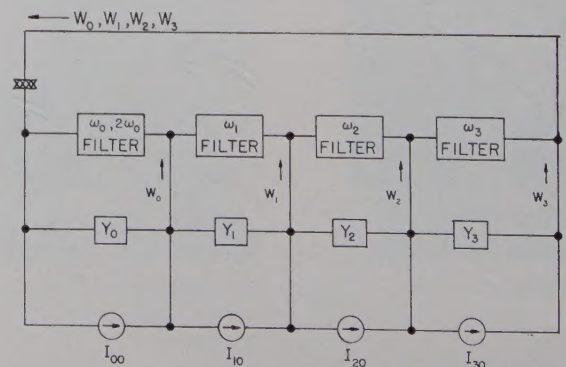 W₀, W₁, W₂, W₃
ω₀, 2ω₀
FILTER
ω₁
FILTER
ω₂
FILTER
ω₃
FILTER
W₀
W₁
W₂
W₃
Y₀
Y₁
Y₂
Y₃
I₀₀
I₁₀
I₂₀
I₃₀